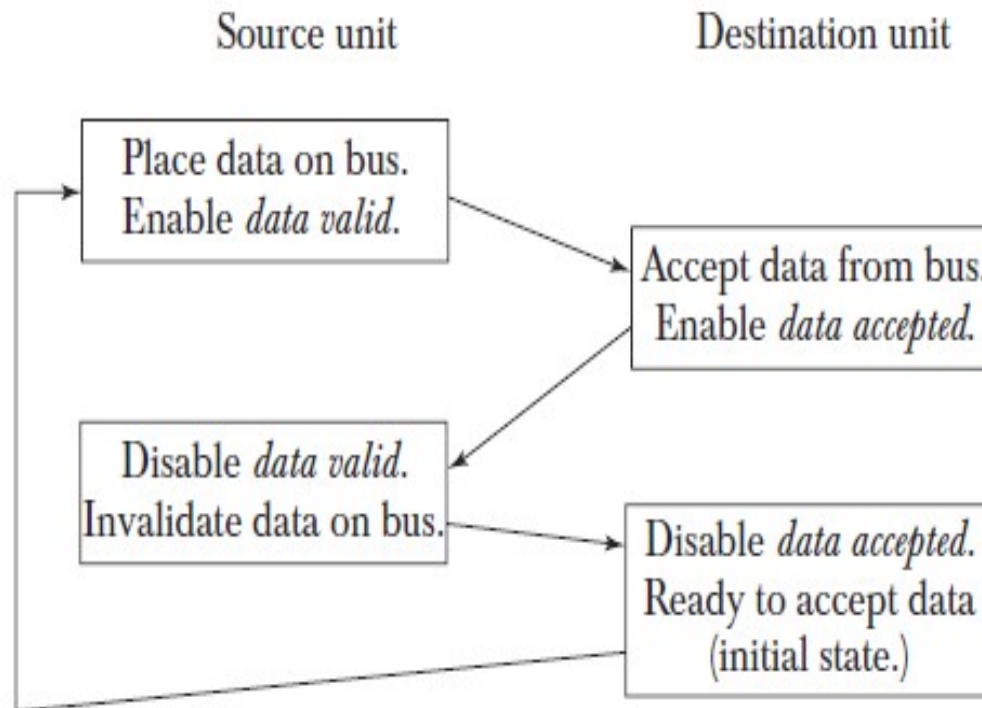 Source unit
Destination unit
Place data on bus.
Enable data valid.
Accept data from bus.
Enable data accepted.
Disable data valid.
Invalidate data on bus.
Disable data accepted.
Ready to accept data
(initial state.)